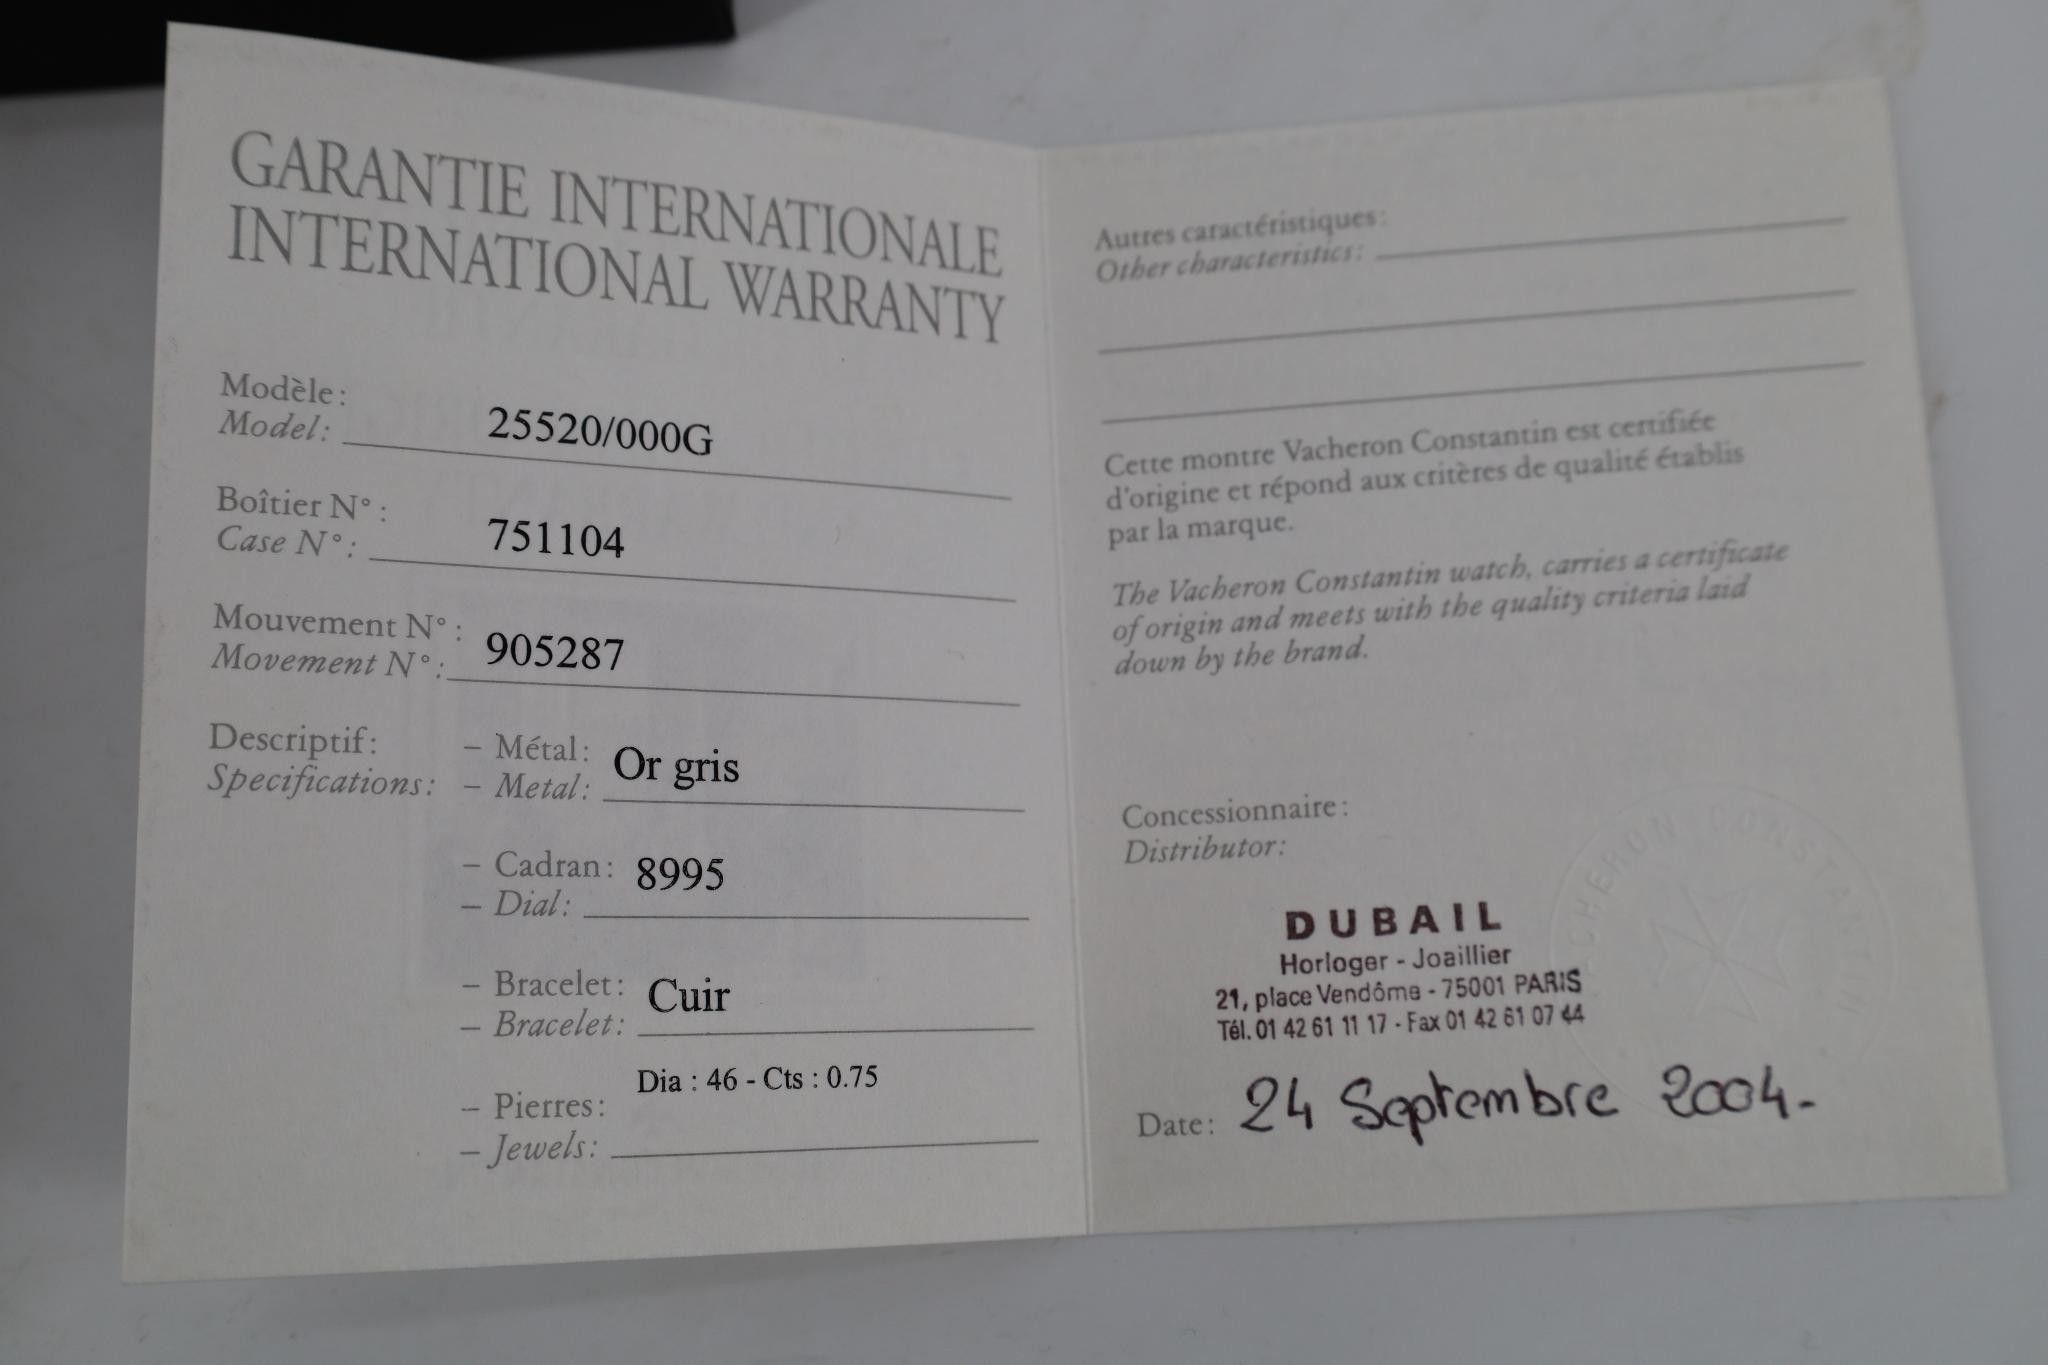 GARANTIE INTERNATIONALE
INTERNATIONAL WARRANTY
Modèle:
Model: 25520/000G
Boîtier N°:
Case N°: 751104
Mouvement N°:
Movement N°: 905287
Descriptif: – Métal: Or gris
Specifications: – Metal:
– Cadran: 8995
– Dial:
– Bracelet: Cuir
– Bracelet:
Dia : 46 - Cts : 0.75
– Pierres:
– Jewels:
Autres caractéristiques:
Other characteristics:
Cette montre Vacheron Constantin est certifiée
d'origine et répond aux critères de qualité établis
par la marque.
The Vacheron Constantin watch, carries a certificate
of origin and meets with the quality criteria laid
down by the brand.
Concessionnaire:
Distributor:
VACHERON CONSTANTIN
DUBAIL
Horloger - Joaillier
21, place Vendôme - 75001 PARIS
Tél. 01 42 61 11 17 - Fax 01 42 61 07 44
Date: 24 Septembre 2004.-